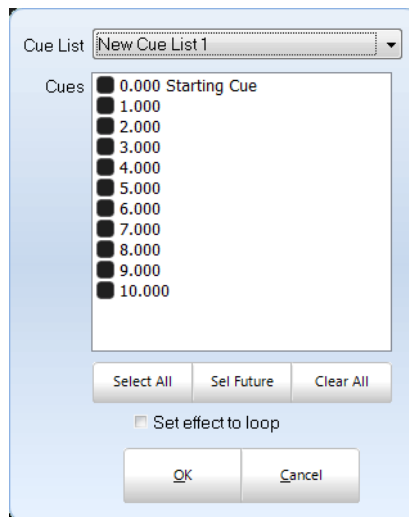 Cue List New Cue List 1
Cues 0.000 Starting Cue
1.000
2.000
3.000
4.000
5.000
6.000
7.000
8.000
9.000
10.000
Select All Sel Future Clear All
Set effect to loop
OK Cancel